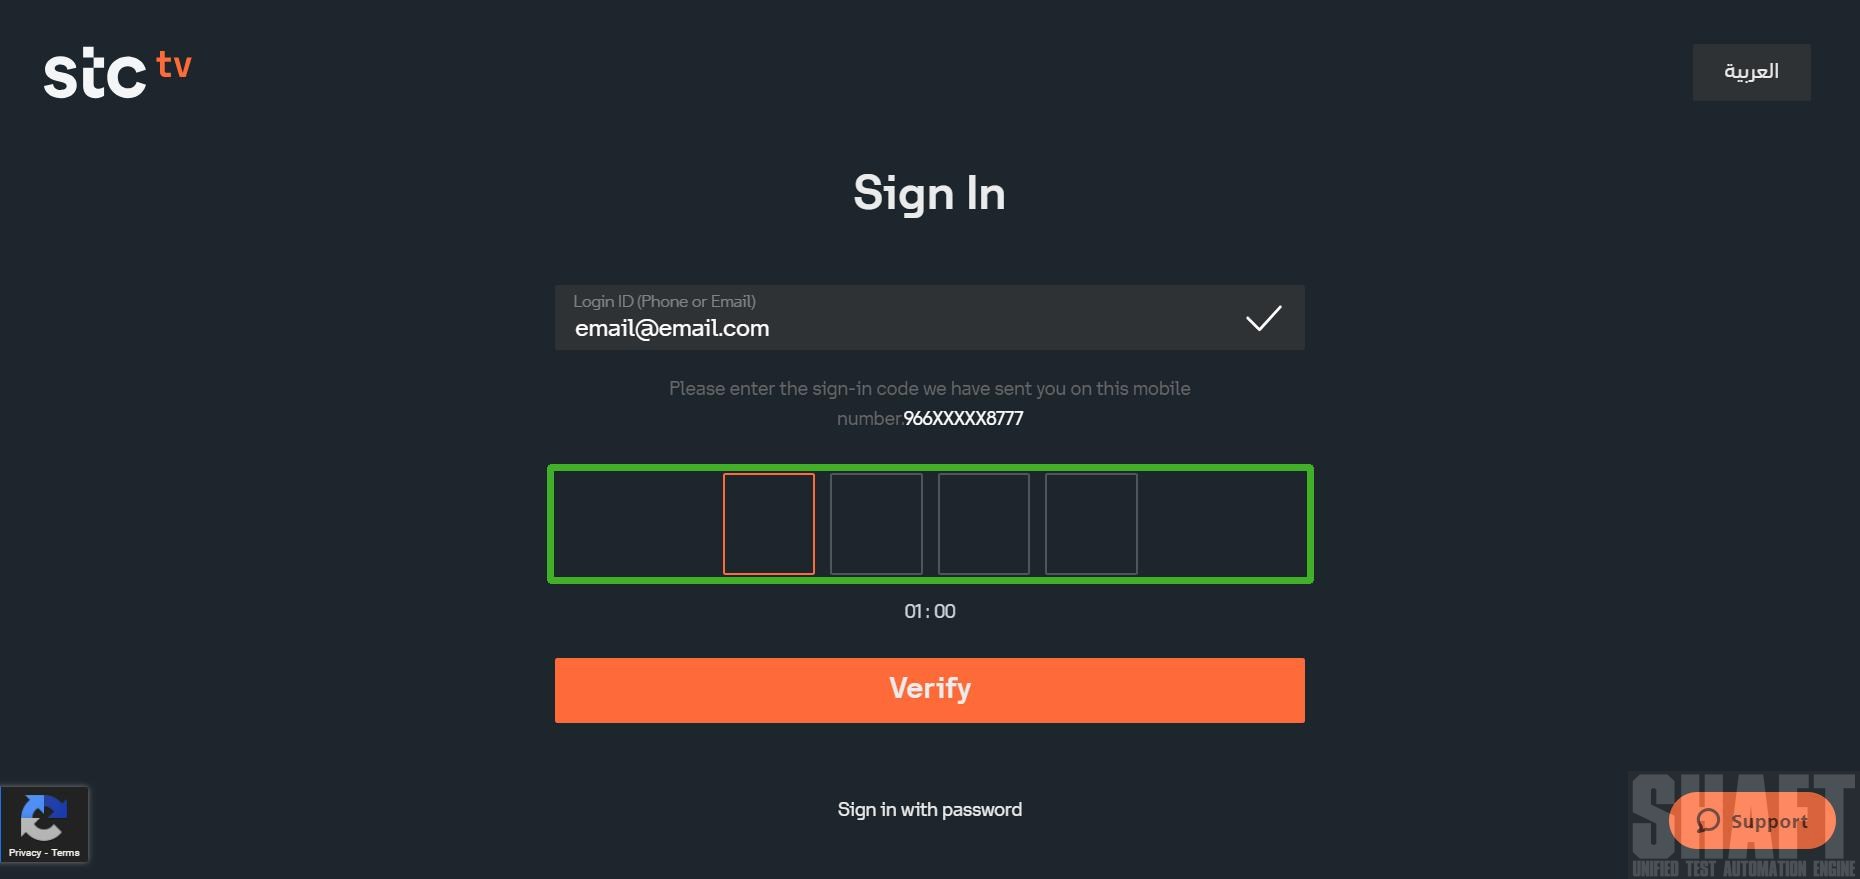 stc tv
العربية
Sign In
Login ID (Phone or Email)
email@email.com
Please enter the sign-in code we have sent you on this mobile
number.966XXXXX8777
01 : 00
Verify
Sign in with password
Privacy - Terms
SHAFT
Support
UNIFIED TEST AUTOMATION ENGINE